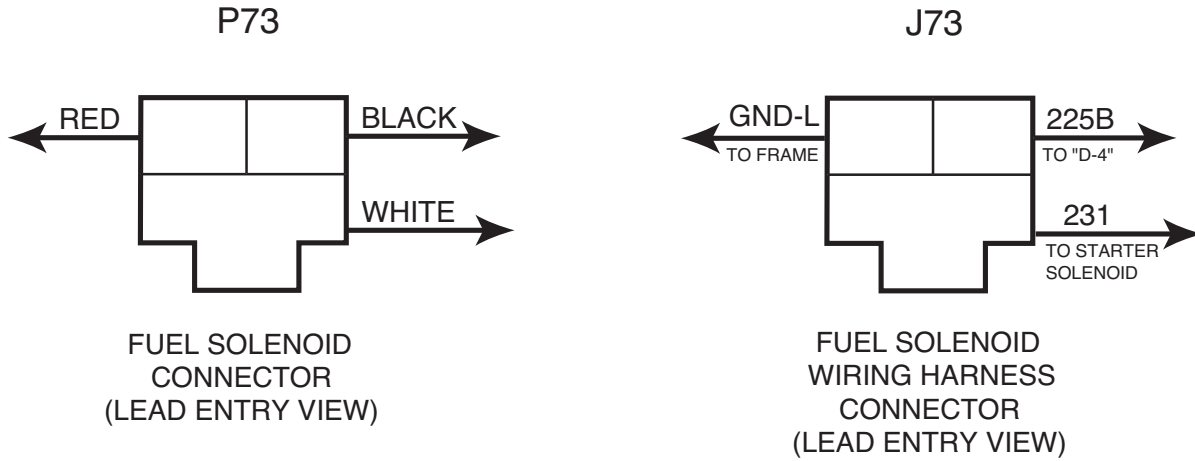 P73
RED
BLACK
WHITE
FUEL SOLENOID
CONNECTOR
(LEAD ENTRY VIEW)
J73
GND-L
TO FRAME
225B
TO "D-4"
231
TO STARTER
SOLENOID
FUEL SOLENOID
WIRING HARNESS
CONNECTOR
(LEAD ENTRY VIEW)